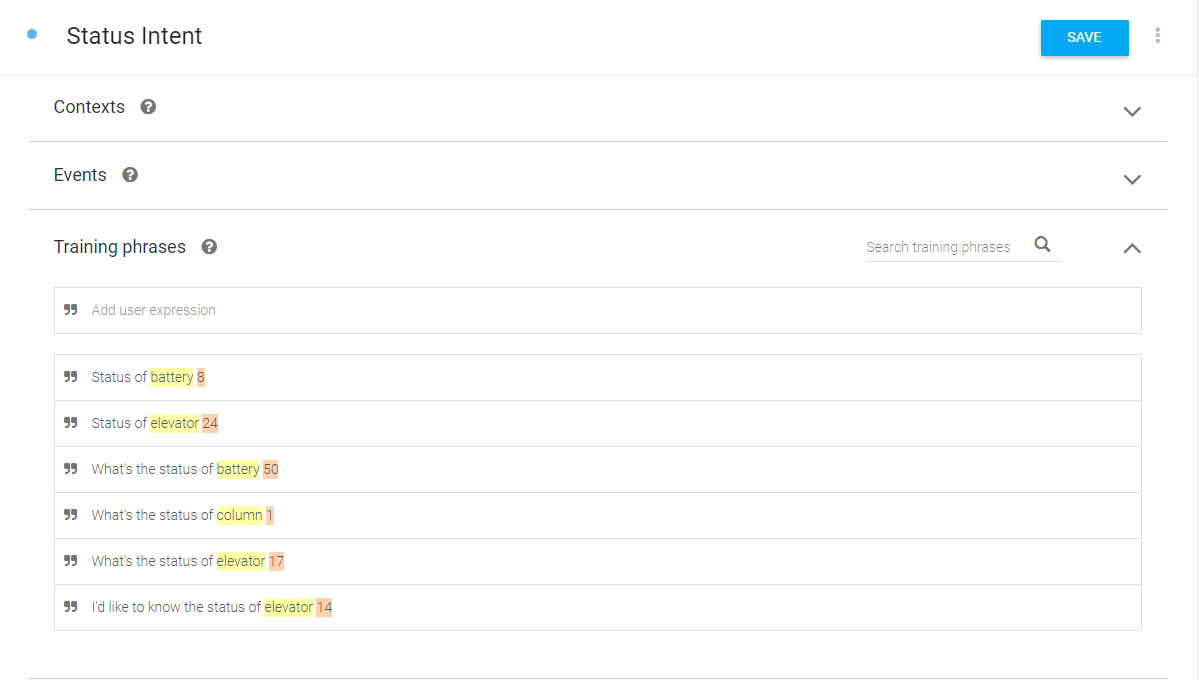 Status Intent
SAVE
Contexts
Events
Training phrases
Search training phrases
Add user expression
Status of battery 8
Status of elevator 24
What's the status of battery 50
What's the status of column 1
What's the status of elevator 17
I'd like to know the status of elevator 14